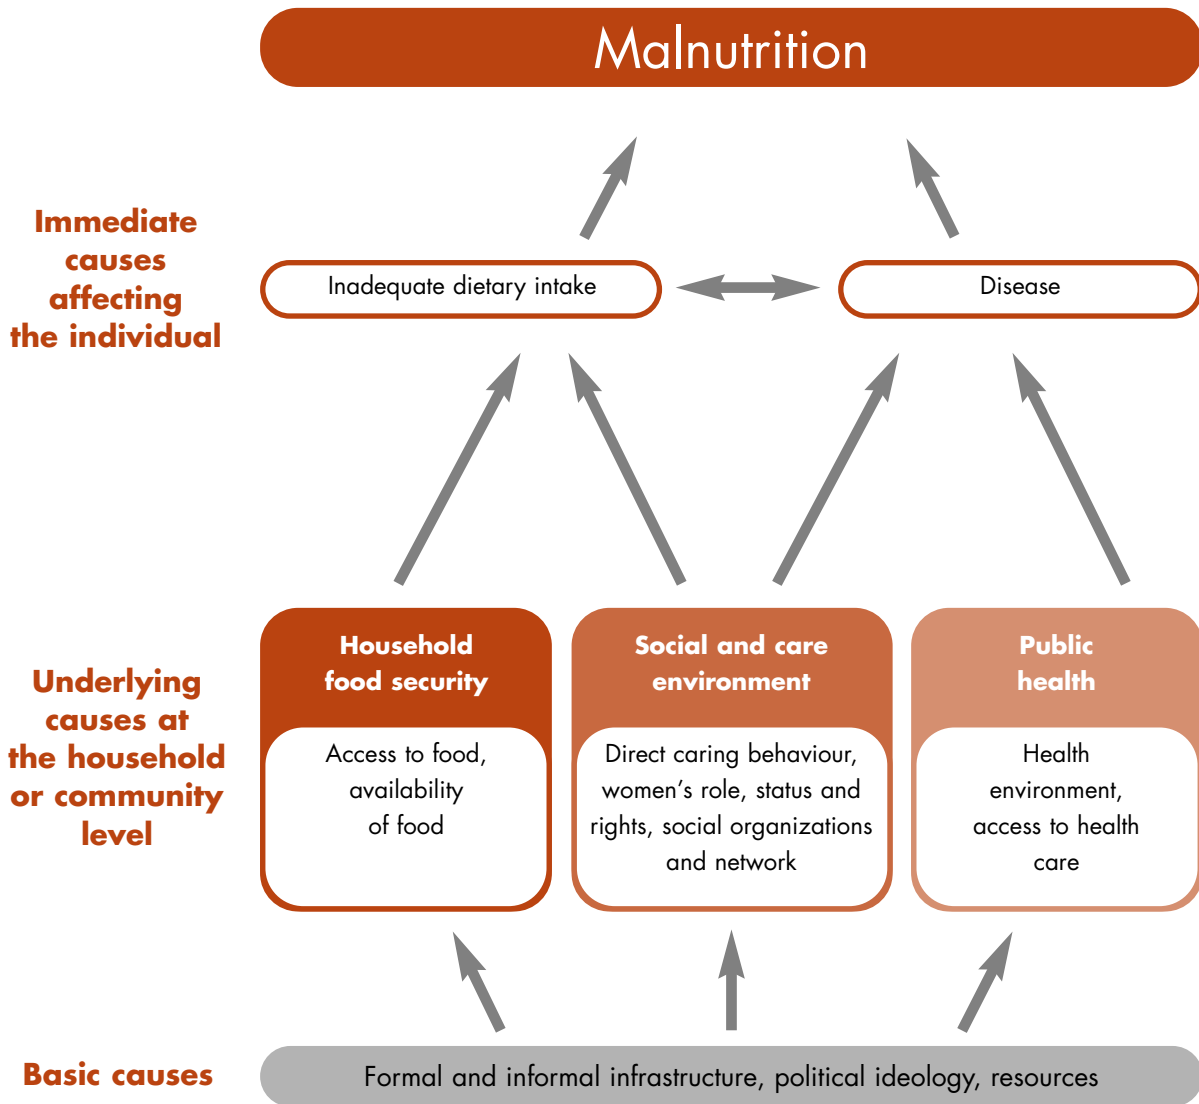 Malnutrition
Immediate
causes
affecting
the individual
Inadequate dietary intake
Disease
Underlying
causes at
the household
or community
level
Household
food security
Access to food,
availability
of food
Social and care
environment
Direct caring behaviour,
women's role, status and
rights, social organizations
and network
Public
health
Health
environment,
access to health
care
Basic causes
Formal and informal infrastructure, political ideology, resources